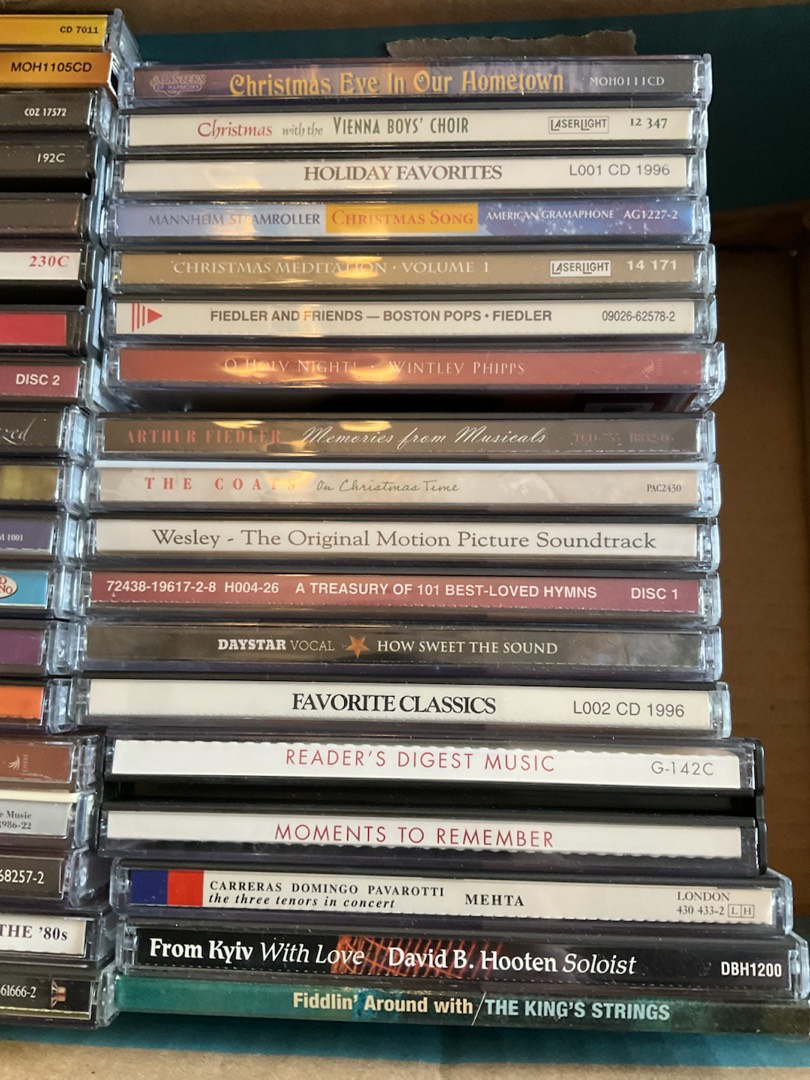 CD 7011
MOH1105CD
COZ 17572
192C
230C
DISC 2
zed
M 1001
e Music
986-22
68257-2
THE '80s
61666-2
Christmas Eve In Our Hometown MOH0111CD
Christmas with the VIENNA BOYS' CHOIR LASERLIGHT 12 347
HOLIDAY FAVORITES L001 CD 1996
MANNHEIM STEAMROLLER CHRISTMAS SONG AMERICAN GRAMAPHONE AG1227-2
CHRISTMAS MEDITATION · VOLUME 1 LASERLIGHT 14 171
FIEDLER AND FRIENDS — BOSTON POPS • FIEDLER 09026-62578-2
O HOLY NIGHT! · WINTLEY PHIPPS
ARTHUR FIEDLER Memories from Musicals
THE COATS On Christmas Time PAC2430
Wesley - The Original Motion Picture Soundtrack
72438-19617-2-8 H004-26 A TREASURY OF 101 BEST-LOVED HYMNS DISC 1
DAYSTAR VOCAL HOW SWEET THE SOUND
FAVORITE CLASSICS L002 CD 1996
READER'S DIGEST MUSIC G-142C
MOMENTS TO REMEMBER
CARRERAS DOMINGO PAVAROTTI MEHTA LONDON
the three tenors in concert 430 433-2 LH
From Kyiv With Love David B. Hooten Soloist DBH1200
Fiddlin' Around with/THE KING'S STRINGS